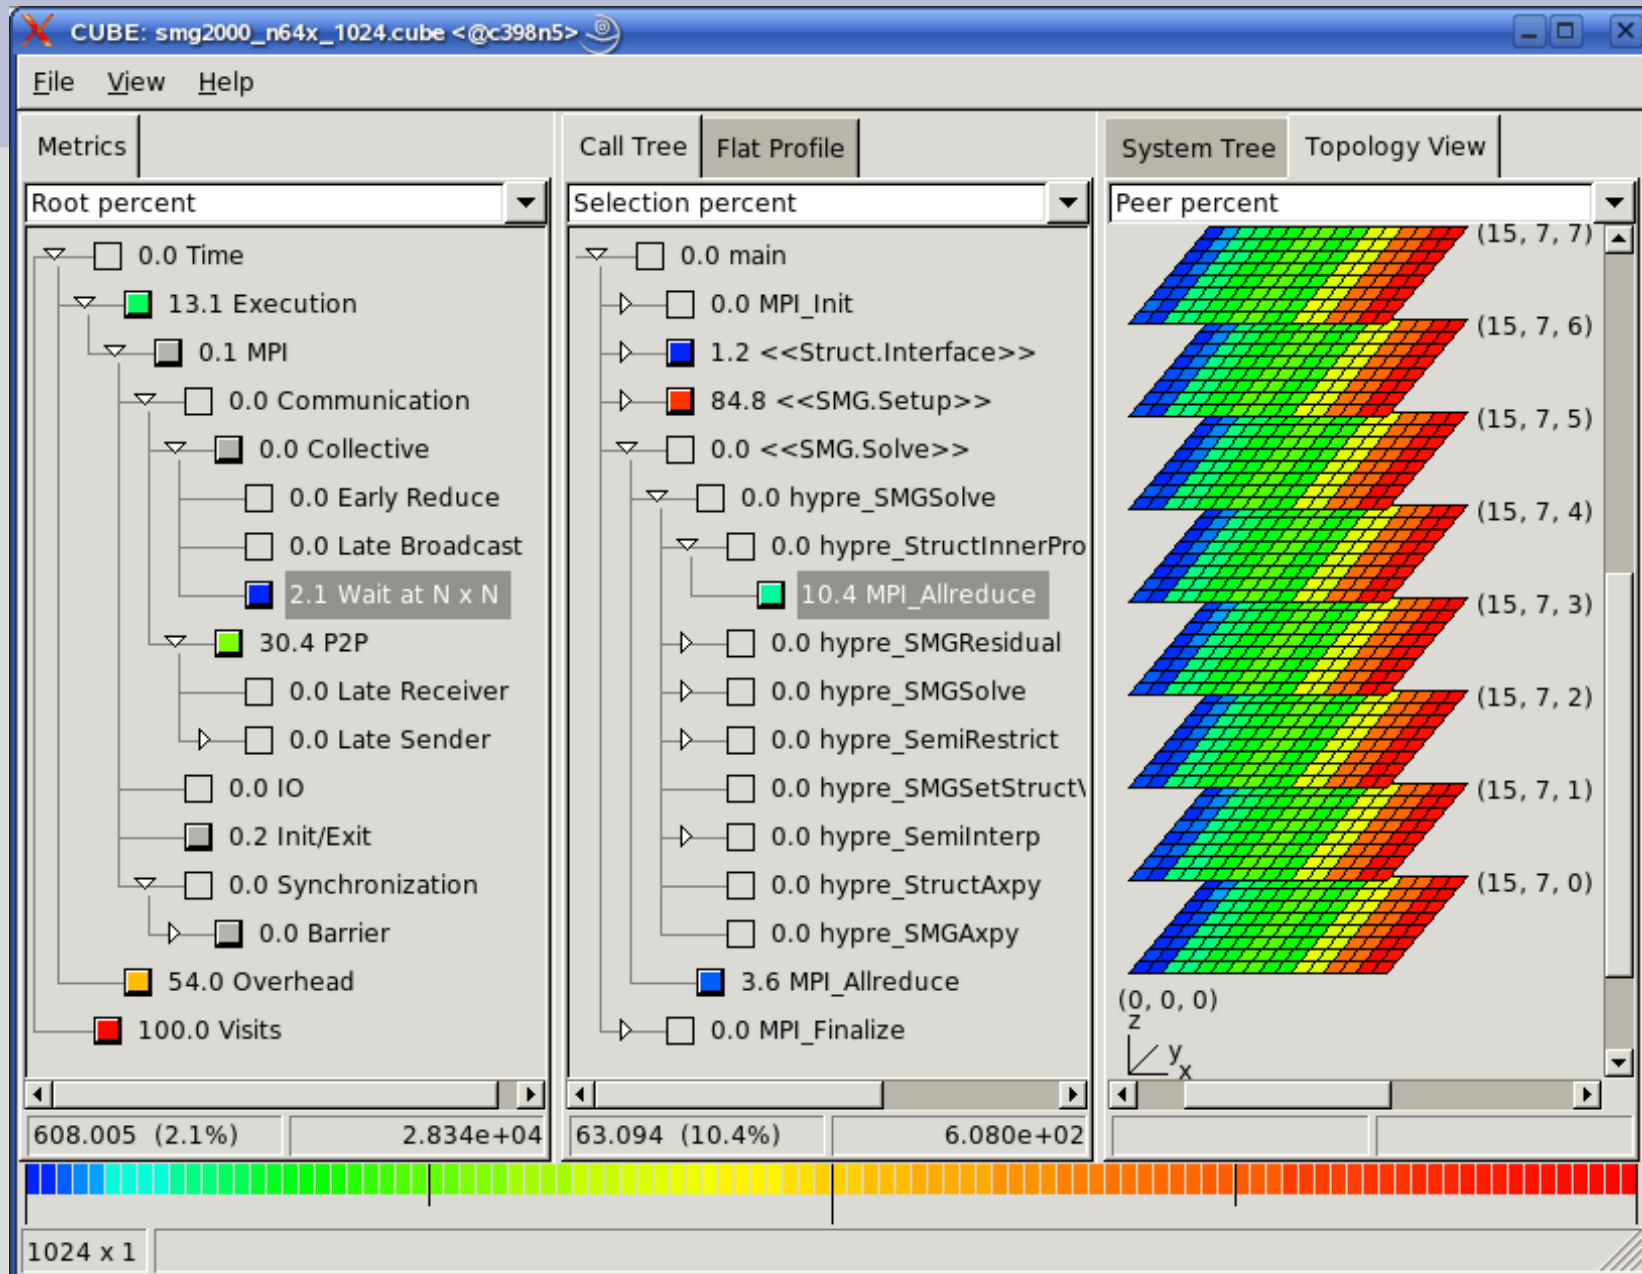 CUBE: smg2000_n64x_1024.cube <@c398n5>
File View Help
Metrics
Root percent
0.0 Time
13.1 Execution
0.1 MPI
0.0 Communication
0.0 Collective
0.0 Early Reduce
0.0 Late Broadcast
2.1 Wait at N x N
30.4 P2P
0.0 Late Receiver
0.0 Late Sender
0.0 IO
0.2 Init/Exit
0.0 Synchronization
0.0 Barrier
54.0 Overhead
100.0 Visits
608.005 (2.1%) 2.834e+04
Call Tree Flat Profile
Selection percent
0.0 main
0.0 MPI_Init
1.2 <<Struct.Interface>>
84.8 <<SMG.Setup>>
0.0 <<SMG.Solve>>
0.0 hypre_SMGSolve
0.0 hypre_StructInnerPro
10.4 MPI_Allreduce
0.0 hypre_SMGResidual
0.0 hypre_SMGSolve
0.0 hypre_SemiRestrict
0.0 hypre_SMGSetStruct
0.0 hypre_SemiInterp
0.0 hypre_StructAxpy
0.0 hypre_SMGAxpy
3.6 MPI_Allreduce
0.0 MPI_Finalize
63.094 (10.4%) 6.080e+02
System Tree Topology View
Peer percent
(15, 7, 7)
(15, 7, 6)
(15, 7, 5)
(15, 7, 4)
(15, 7, 3)
(15, 7, 2)
(15, 7, 1)
(15, 7, 0)
(0, 0, 0)
z
y
x
1024 x 1